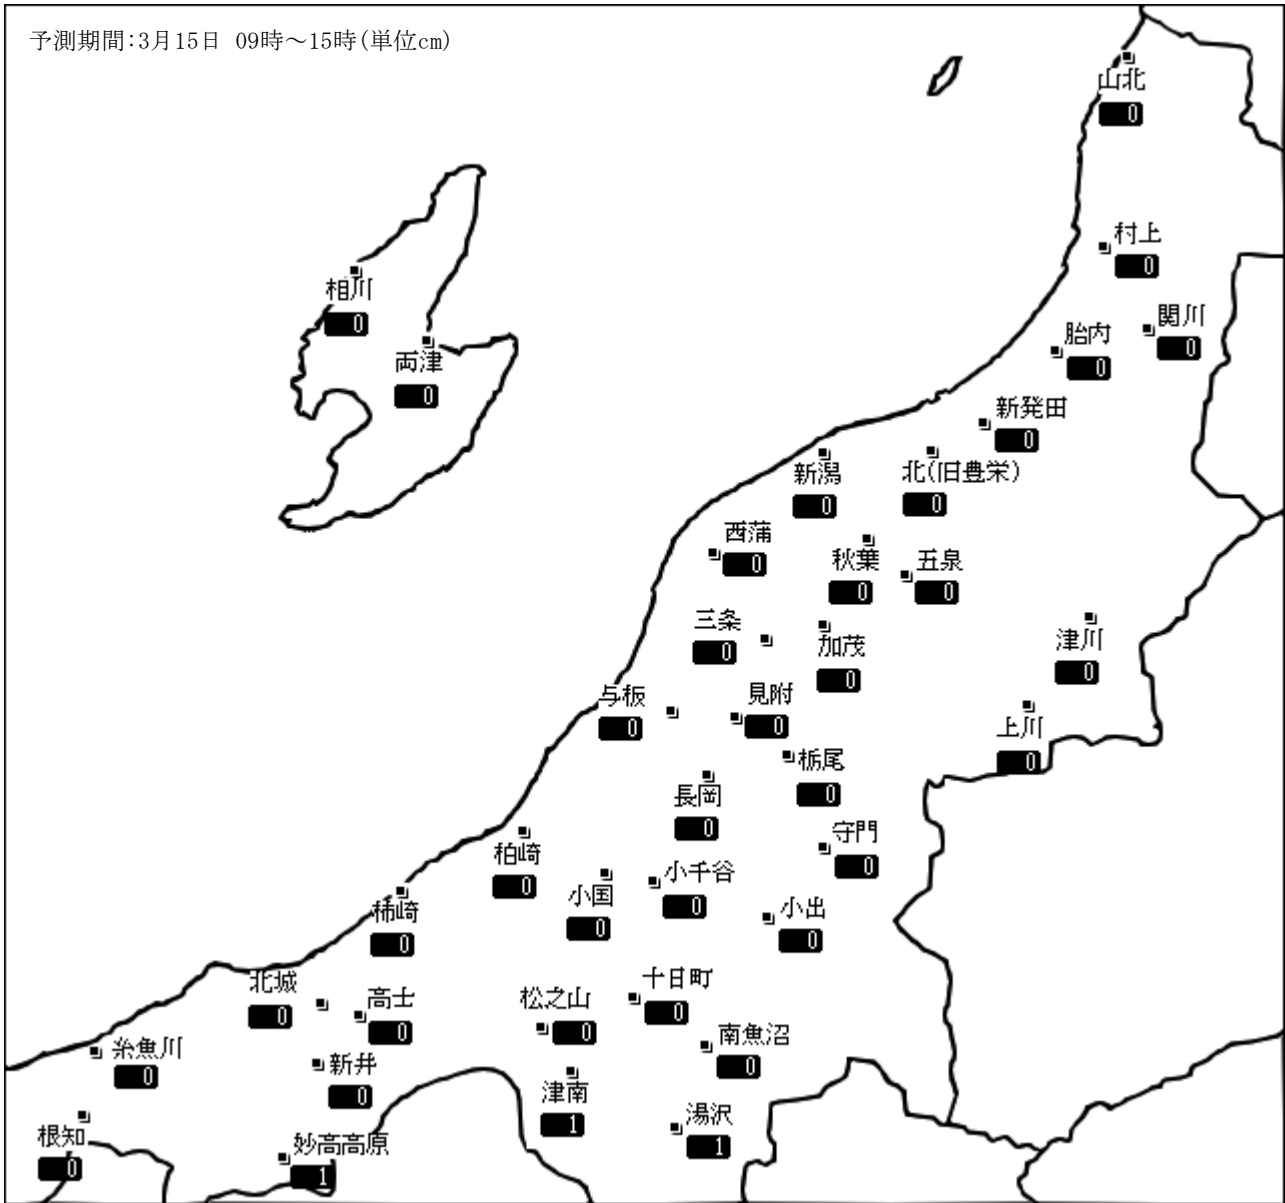 予測期間:3月15日 09時～15時(単位cm)
山北
0
村上
0
相川
0
関川
0
胎内
0
両津
0
新発田
0
新潟
0
北(旧豊栄)
0
西蒲
0
秋葉
0
五泉
0
三条
0
加茂
0
津川
0
与板
0
見附
0
上川
0
栃尾
0
長岡
0
守門
0
柏崎
0
小国
0
小千谷
0
小出
0
柿崎
0
北城
0
高士
0
松之山
0
十日町
0
南魚沼
0
糸魚川
0
新井
0
津南
1
湯沢
1
根知
0
妙高高原
1